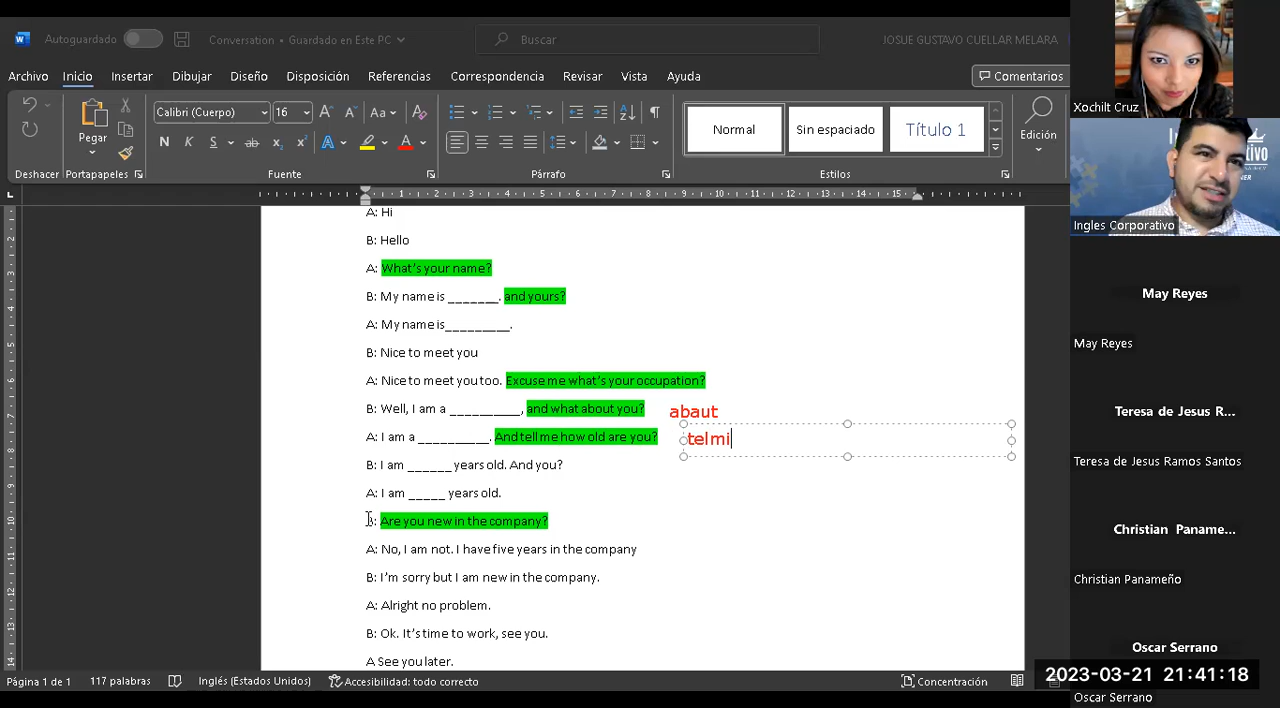 Autoguardado
Conversation • Guardado en Este PC
Buscar
JOSUE GUSTAVO CUELLAR MELARA
Archivo Inicio Insertar Dibujar Diseño Disposición Referencias Correspondencia Revisar Vista Ayuda
Comentarios
Calibri (Cuerpo) 16
Pegar
Normal
Sin espaciado
Título 1
Edición
Deshacer Portapapeles Fuente Párrafo Estilos
A: Hi
B: Hello
A: What's your name?
B: My name is _______. and yours?
A: My name is_________.
B: Nice to meet you
A: Nice to meet you too. Excuse me what's your occupation?
B: Well, I am a __________, and what about you? abaut
A: I am a __________. And tell me how old are you? telmi
B: I am ______ years old. And you?
A: I am _____ years old.
B: Are you new in the company?
A: No, I am not. I have five years in the company
B: I'm sorry but I am new in the company.
A: Alright no problem.
B: Ok. It's time to work, see you.
A See you later.
Página 1 de 1 117 palabras Inglés (Estados Unidos) Accesibilidad: todo correcto Concentración
Xochilt Cruz
Ingles Corporativo
May Reyes
May Reyes
Teresa de Jesus R...
Teresa de Jesus Ramos Santos
Christian Paname...
Christian Panameño
Oscar Serrano
2023-03-21 21:41:18
Oscar Serrano